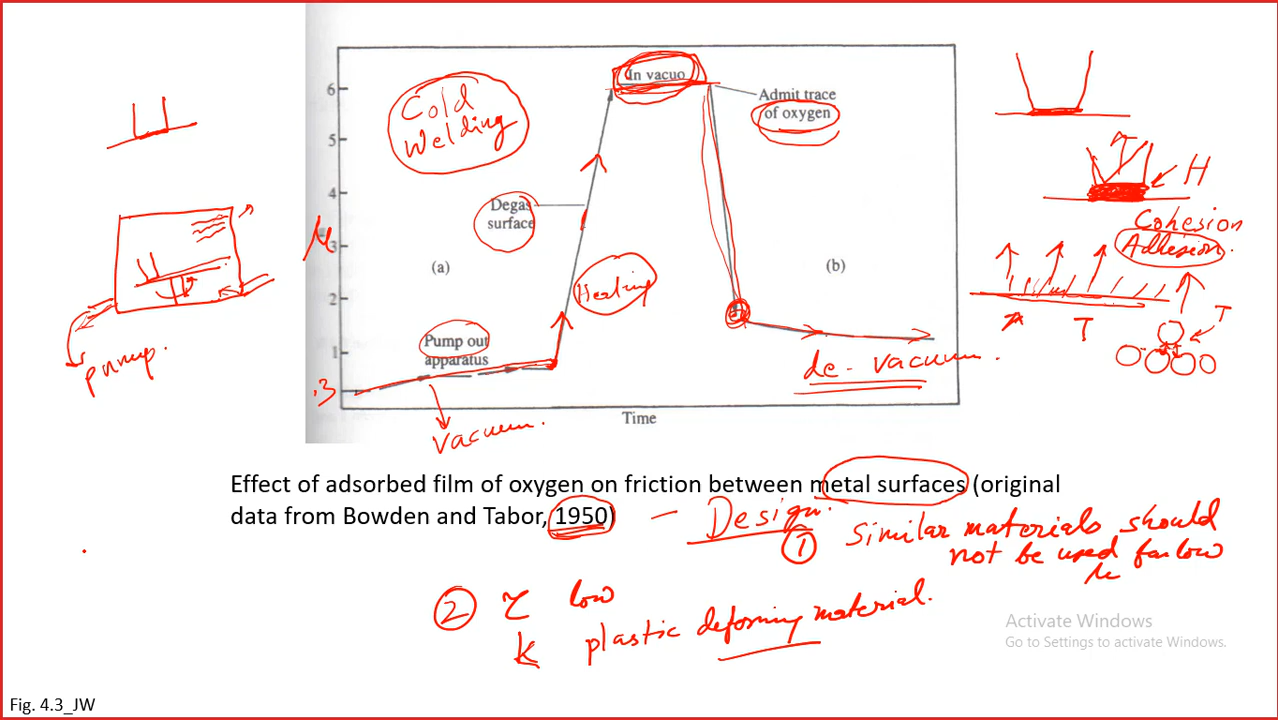 6
5
4
3
2
1
.3
μ
Cold
Welding
In vacuo
Admit trace
of oxygen
Degas
surface
(a)
(b)
Heating
Pump out
apparatus
Vacuum.
de-vacuum.
Time
pump.
H
Cohesion
Adhesion.
T
T
Effect of adsorbed film of oxygen on friction between metal surfaces (original
data from Bowden and Tabor, 1950)
— Design.
① Similar materials should
not be used for low
μ
② τ low
k plastic deforming material.
Activate Windows
Go to Settings to activate Windows.
Fig. 4.3_JW